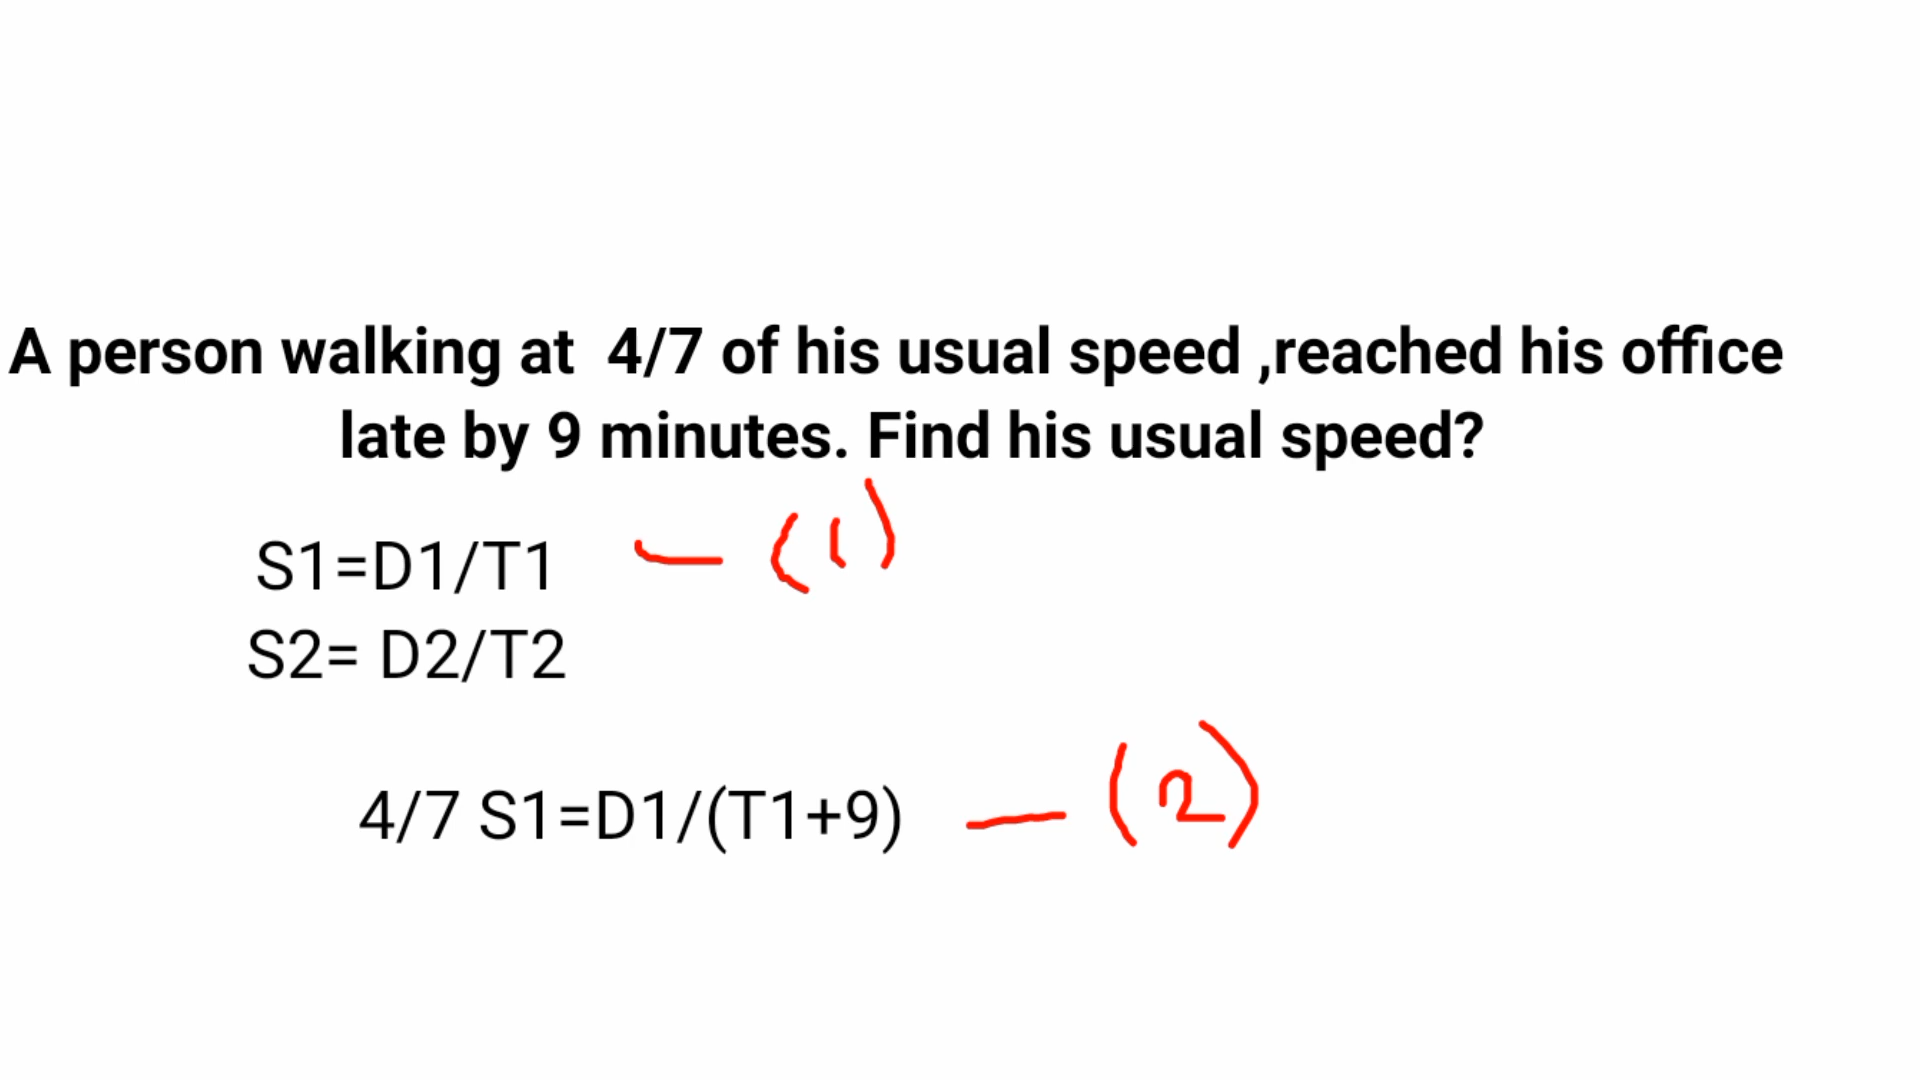 A person walking at 4/7 of his usual speed ,reached his office
late by 9 minutes. Find his usual speed?
S1=D1/T1 — (1)
S2= D2/T2
4/7 S1=D1/(T1+9) — (2)